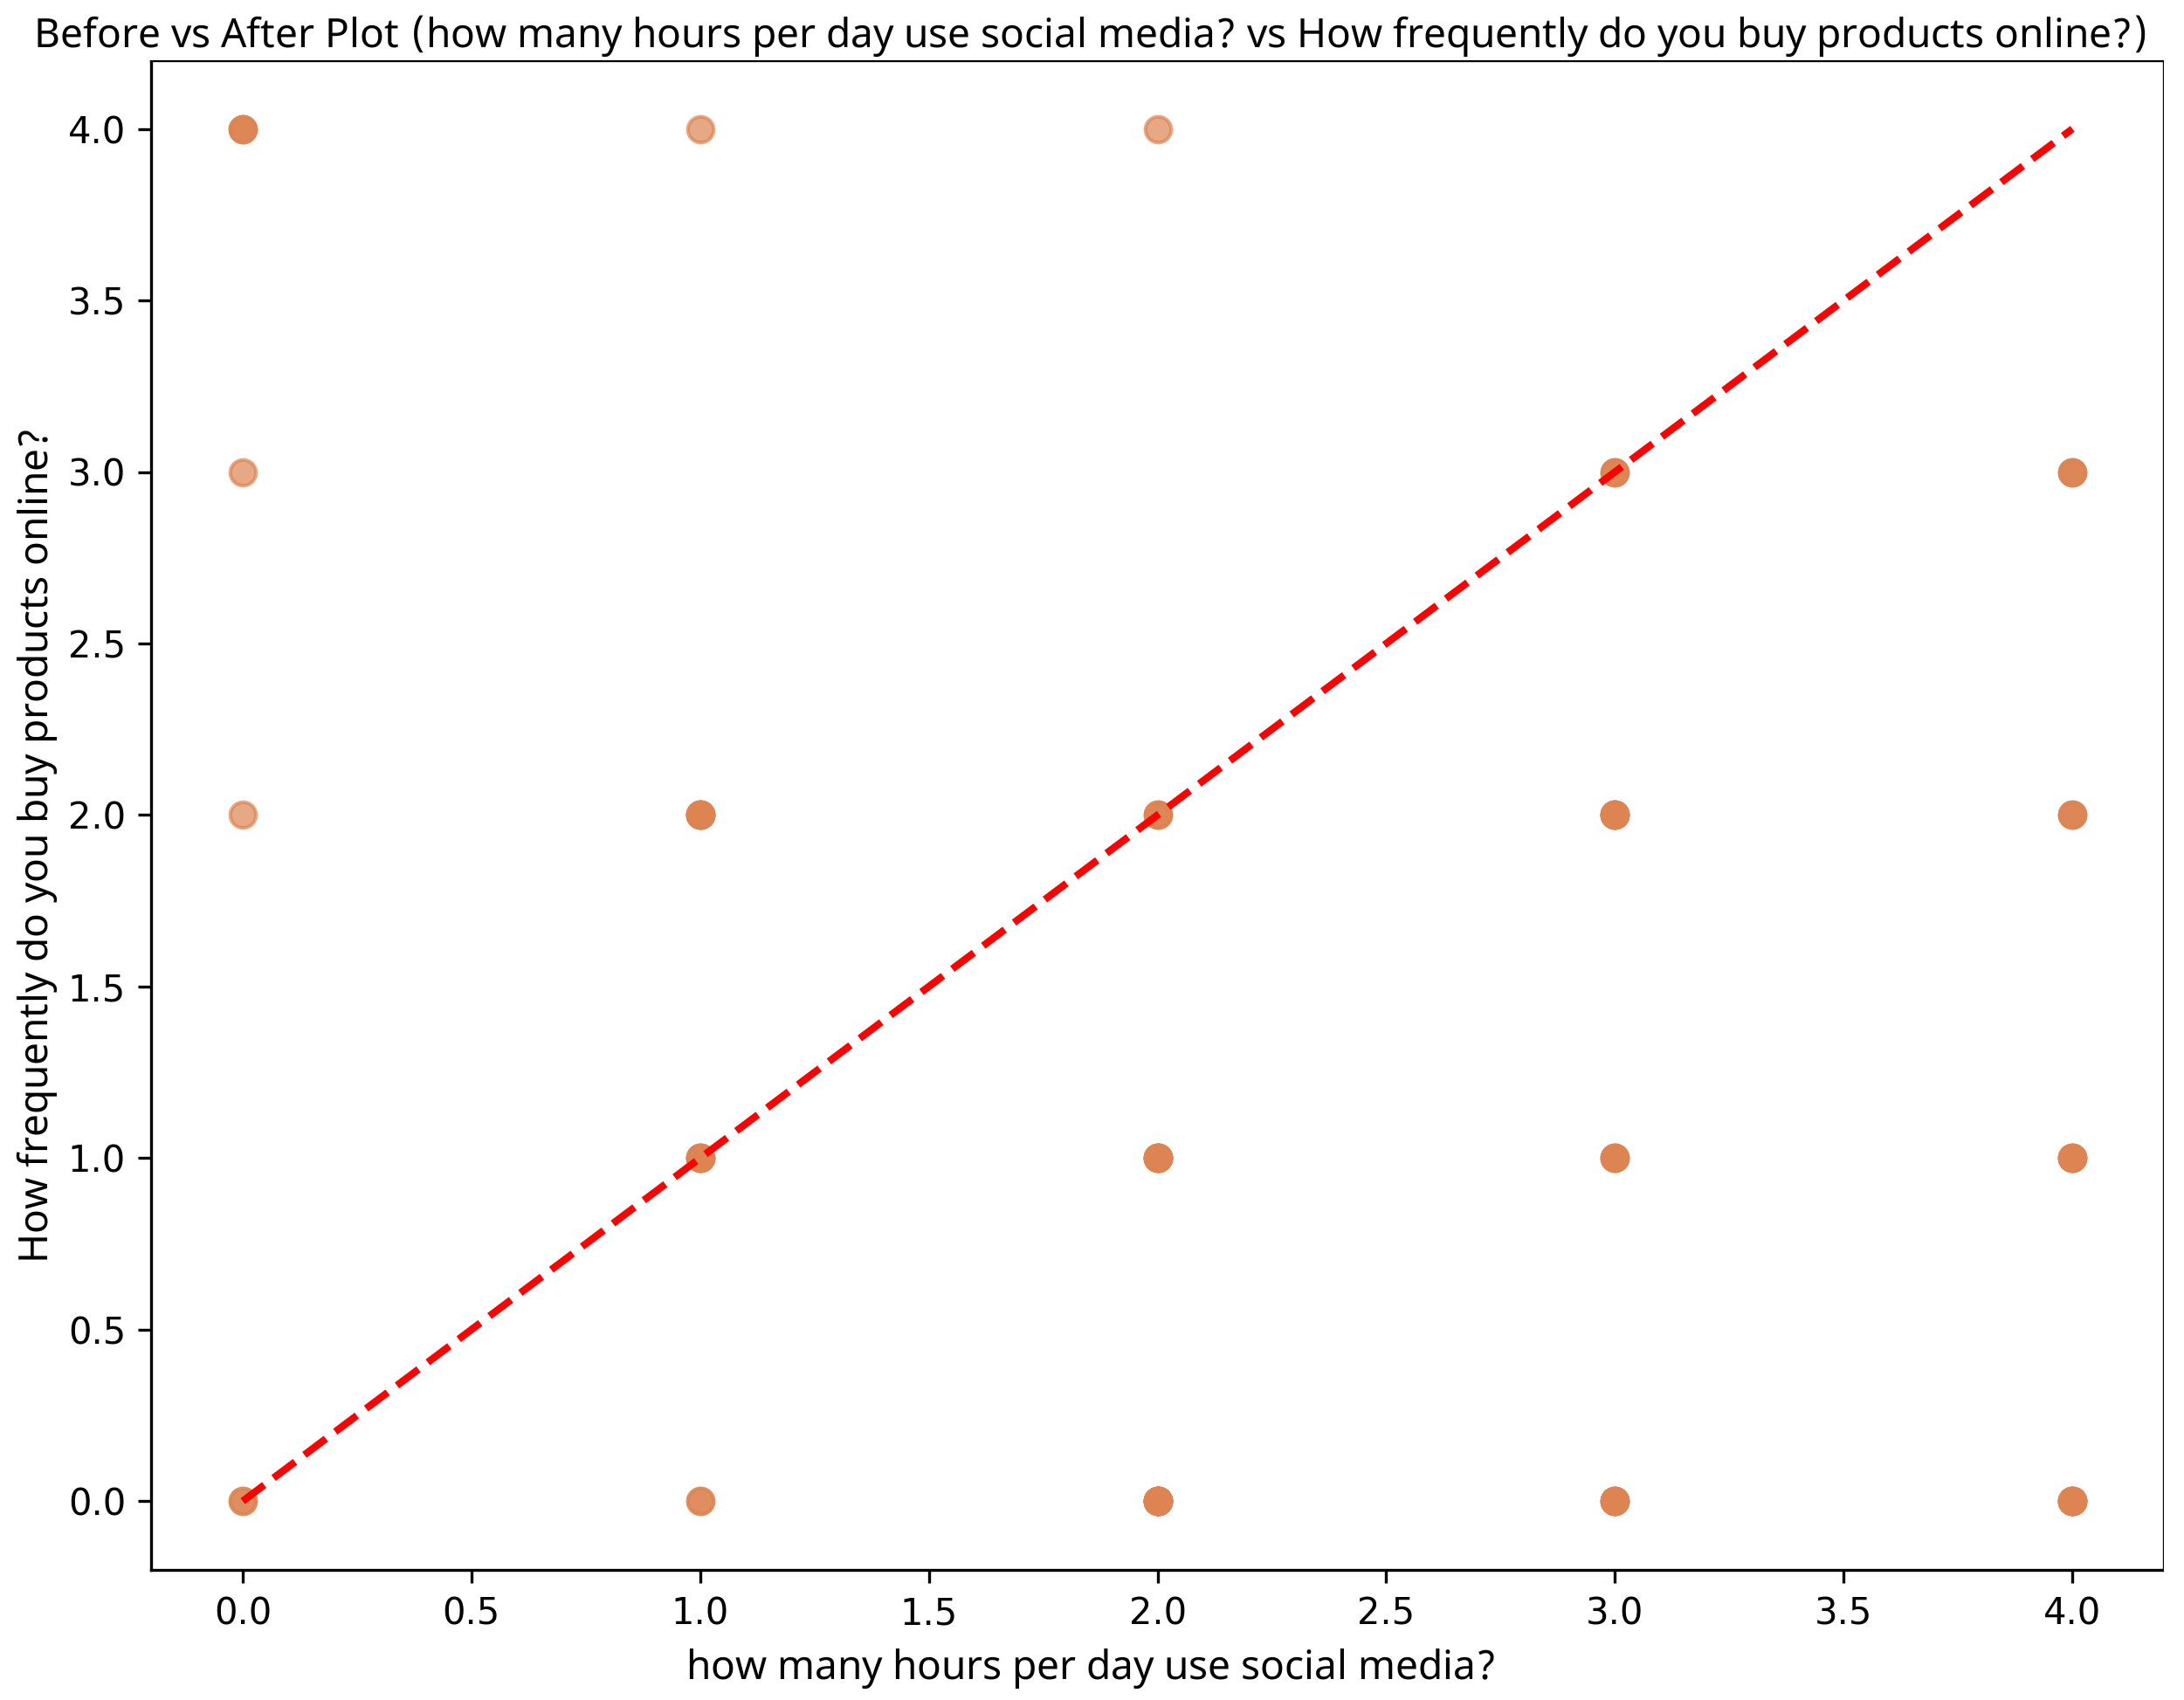 Before vs After Plot (how many hours per day use social media? vs How frequently do you buy products online?)
How frequently do you buy products online?
4.0
3.5
3.0
2.5
2.0
1.5
1.0
0.5
0.0
0.0 0.5 1.0 1.5 2.0 2.5 3.0 3.5 4.0
how many hours per day use social media?